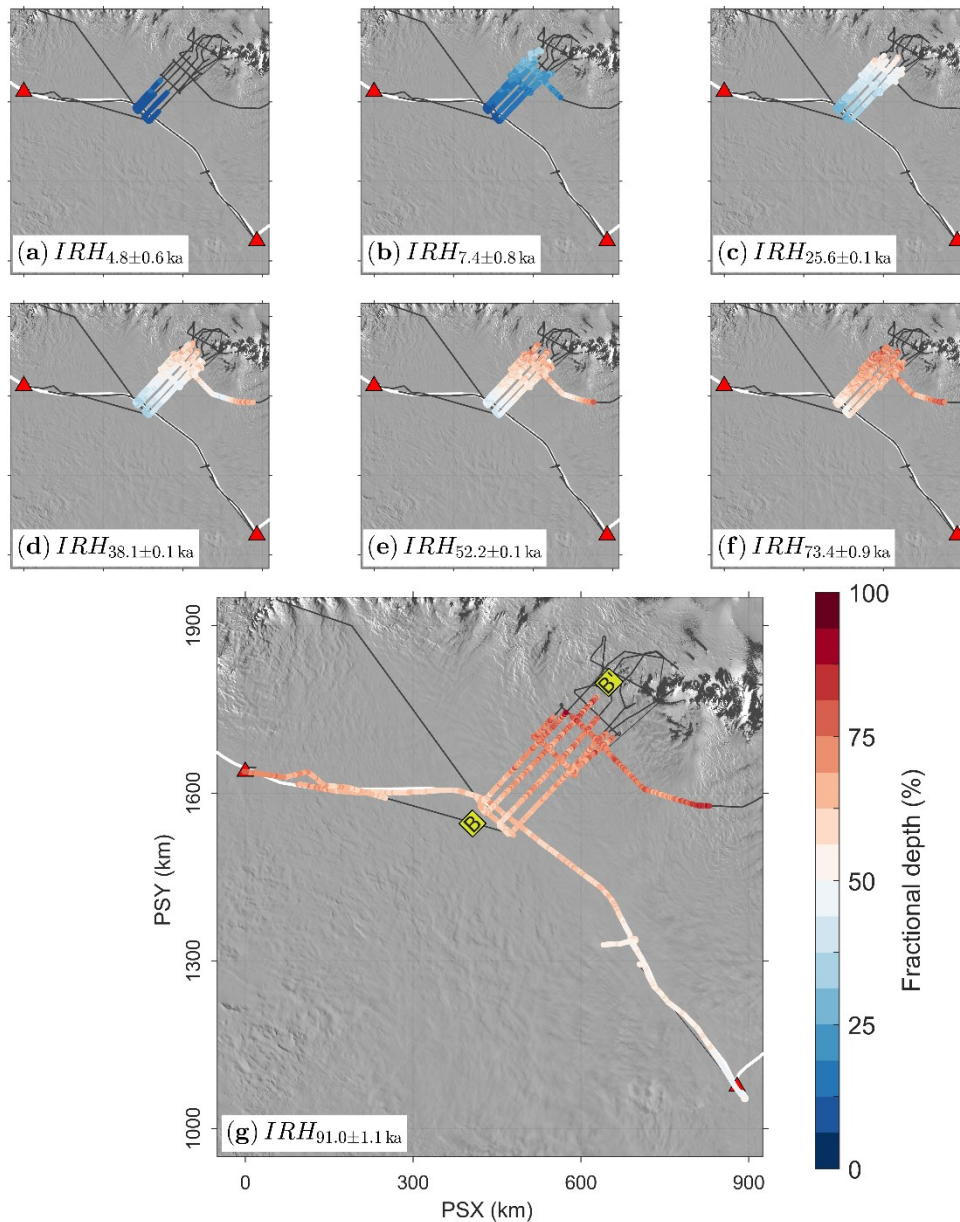 (a) IRH4.8±0.6 ka
(b) IRH7.4±0.8 ka
(c) IRH25.6±0.1 ka
(d) IRH38.1±0.1 ka
(e) IRH52.2±0.1 ka
(f) IRH73.4±0.9 ka
1900
1600
1300
1000
PSY (km)
B'
B
(g) IRH91.0±1.1 ka
0
300
600
900
PSX (km)
100
75
50
25
0
Fractional depth (%)